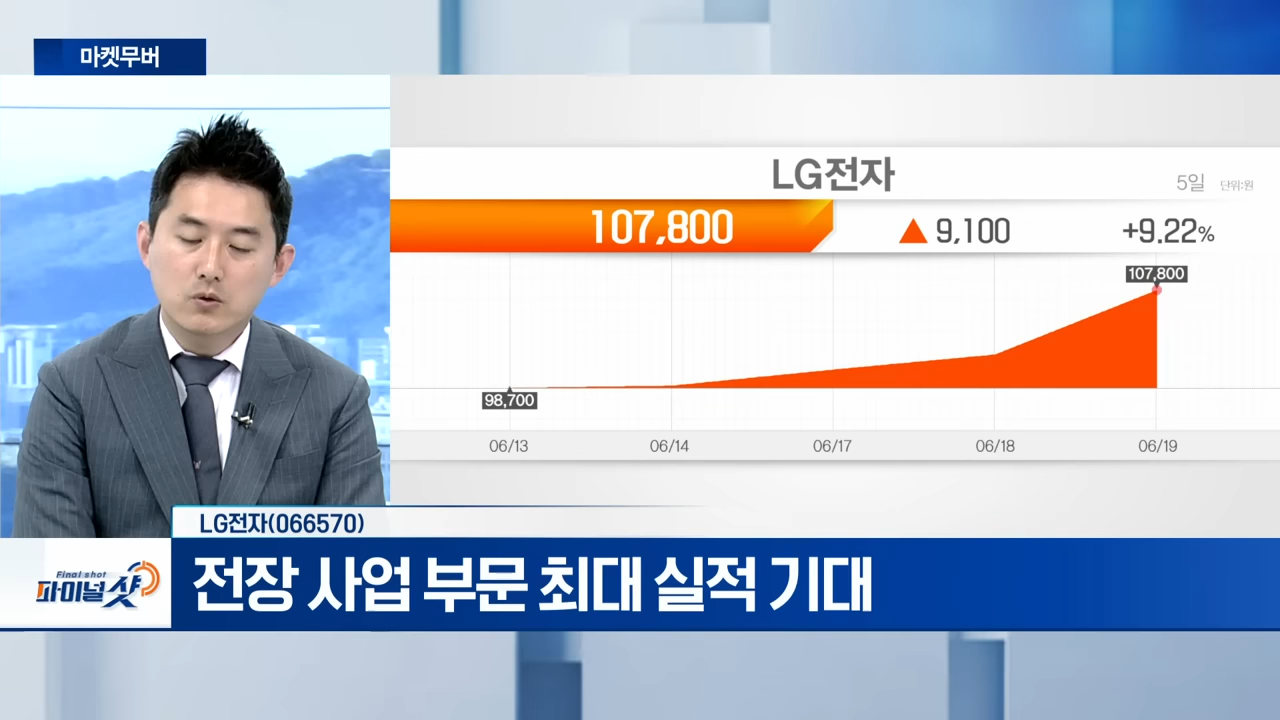 마켓무버
LG전자
5일 단위:원
107,800 ▲ 9,100 +9.22%
107,800
98,700
06/13 06/14 06/17 06/18 06/19
LG전자(066570)
Final shot
파이널샷
전장 사업 부문 최대 실적 기대